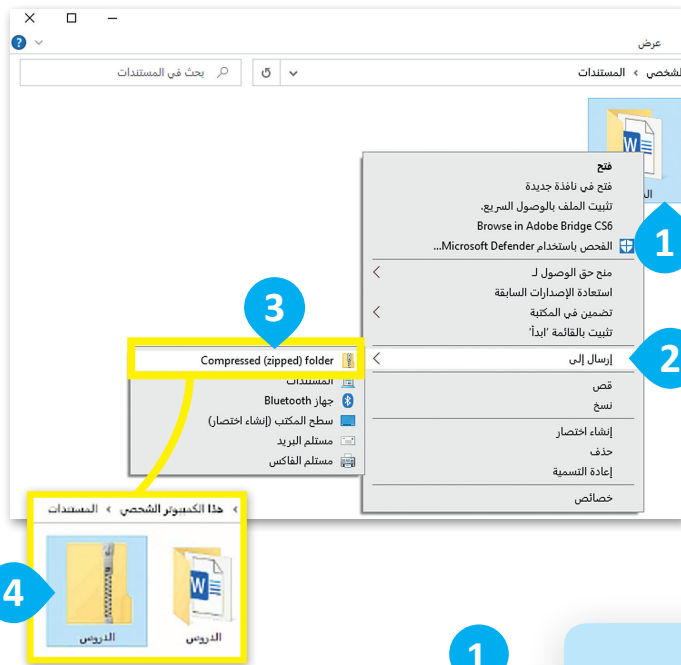 عرض
الشخصي › المستندات
بحث في المستندات
فتح
فتح في نافذة جديدة
تثبيت الملف بالوصول السريع.
Browse in Adobe Bridge CS6
الفحص باستخدام Microsoft Defender...
1
منح حق الوصول لـ
استعادة الإصدارات السابقة
تضمين في المكتبة
تثبيت بالقائمة 'ابدأ'
إرسال إلى
2
3
Compressed (zipped) folder
المستندات
جهاز Bluetooth
سطح المكتب (إنشاء اختصار)
مستلم البريد
مستلم الفاكس
قص
نسخ
إنشاء اختصار
حذف
إعادة التسمية
خصائص
› هذا الكمبيوتر الشخصي › المستندات
الدروس
الدروس
4
1